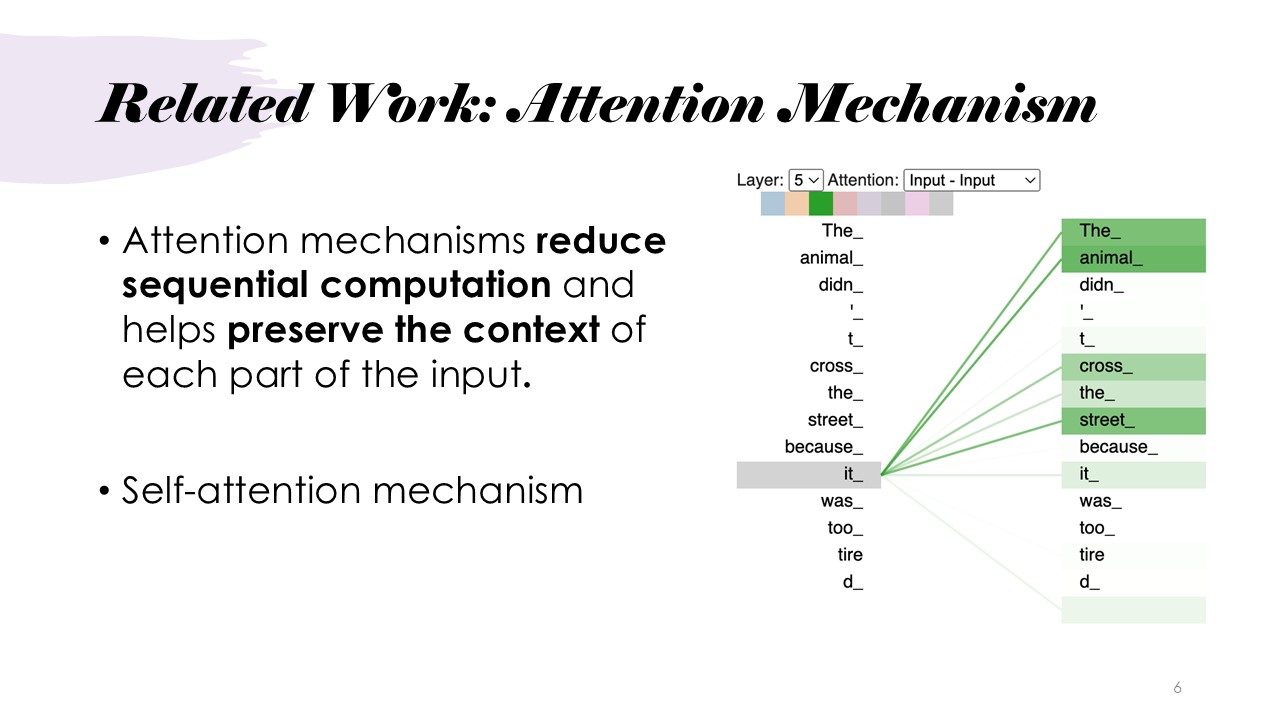 Related Work: Attention Mechanism
• Attention mechanisms reduce
sequential computation and
helps preserve the context of
each part of the input.
• Self-attention mechanism
Layer: 5 Attention: Input - Input
The_
animal_
didn_
'_
t_
cross_
the_
street_
because_
it_
was_
too_
tire
d_
The_
animal_
didn_
'_
t_
cross_
the_
street_
because_
it_
was_
too_
tire
d_
6